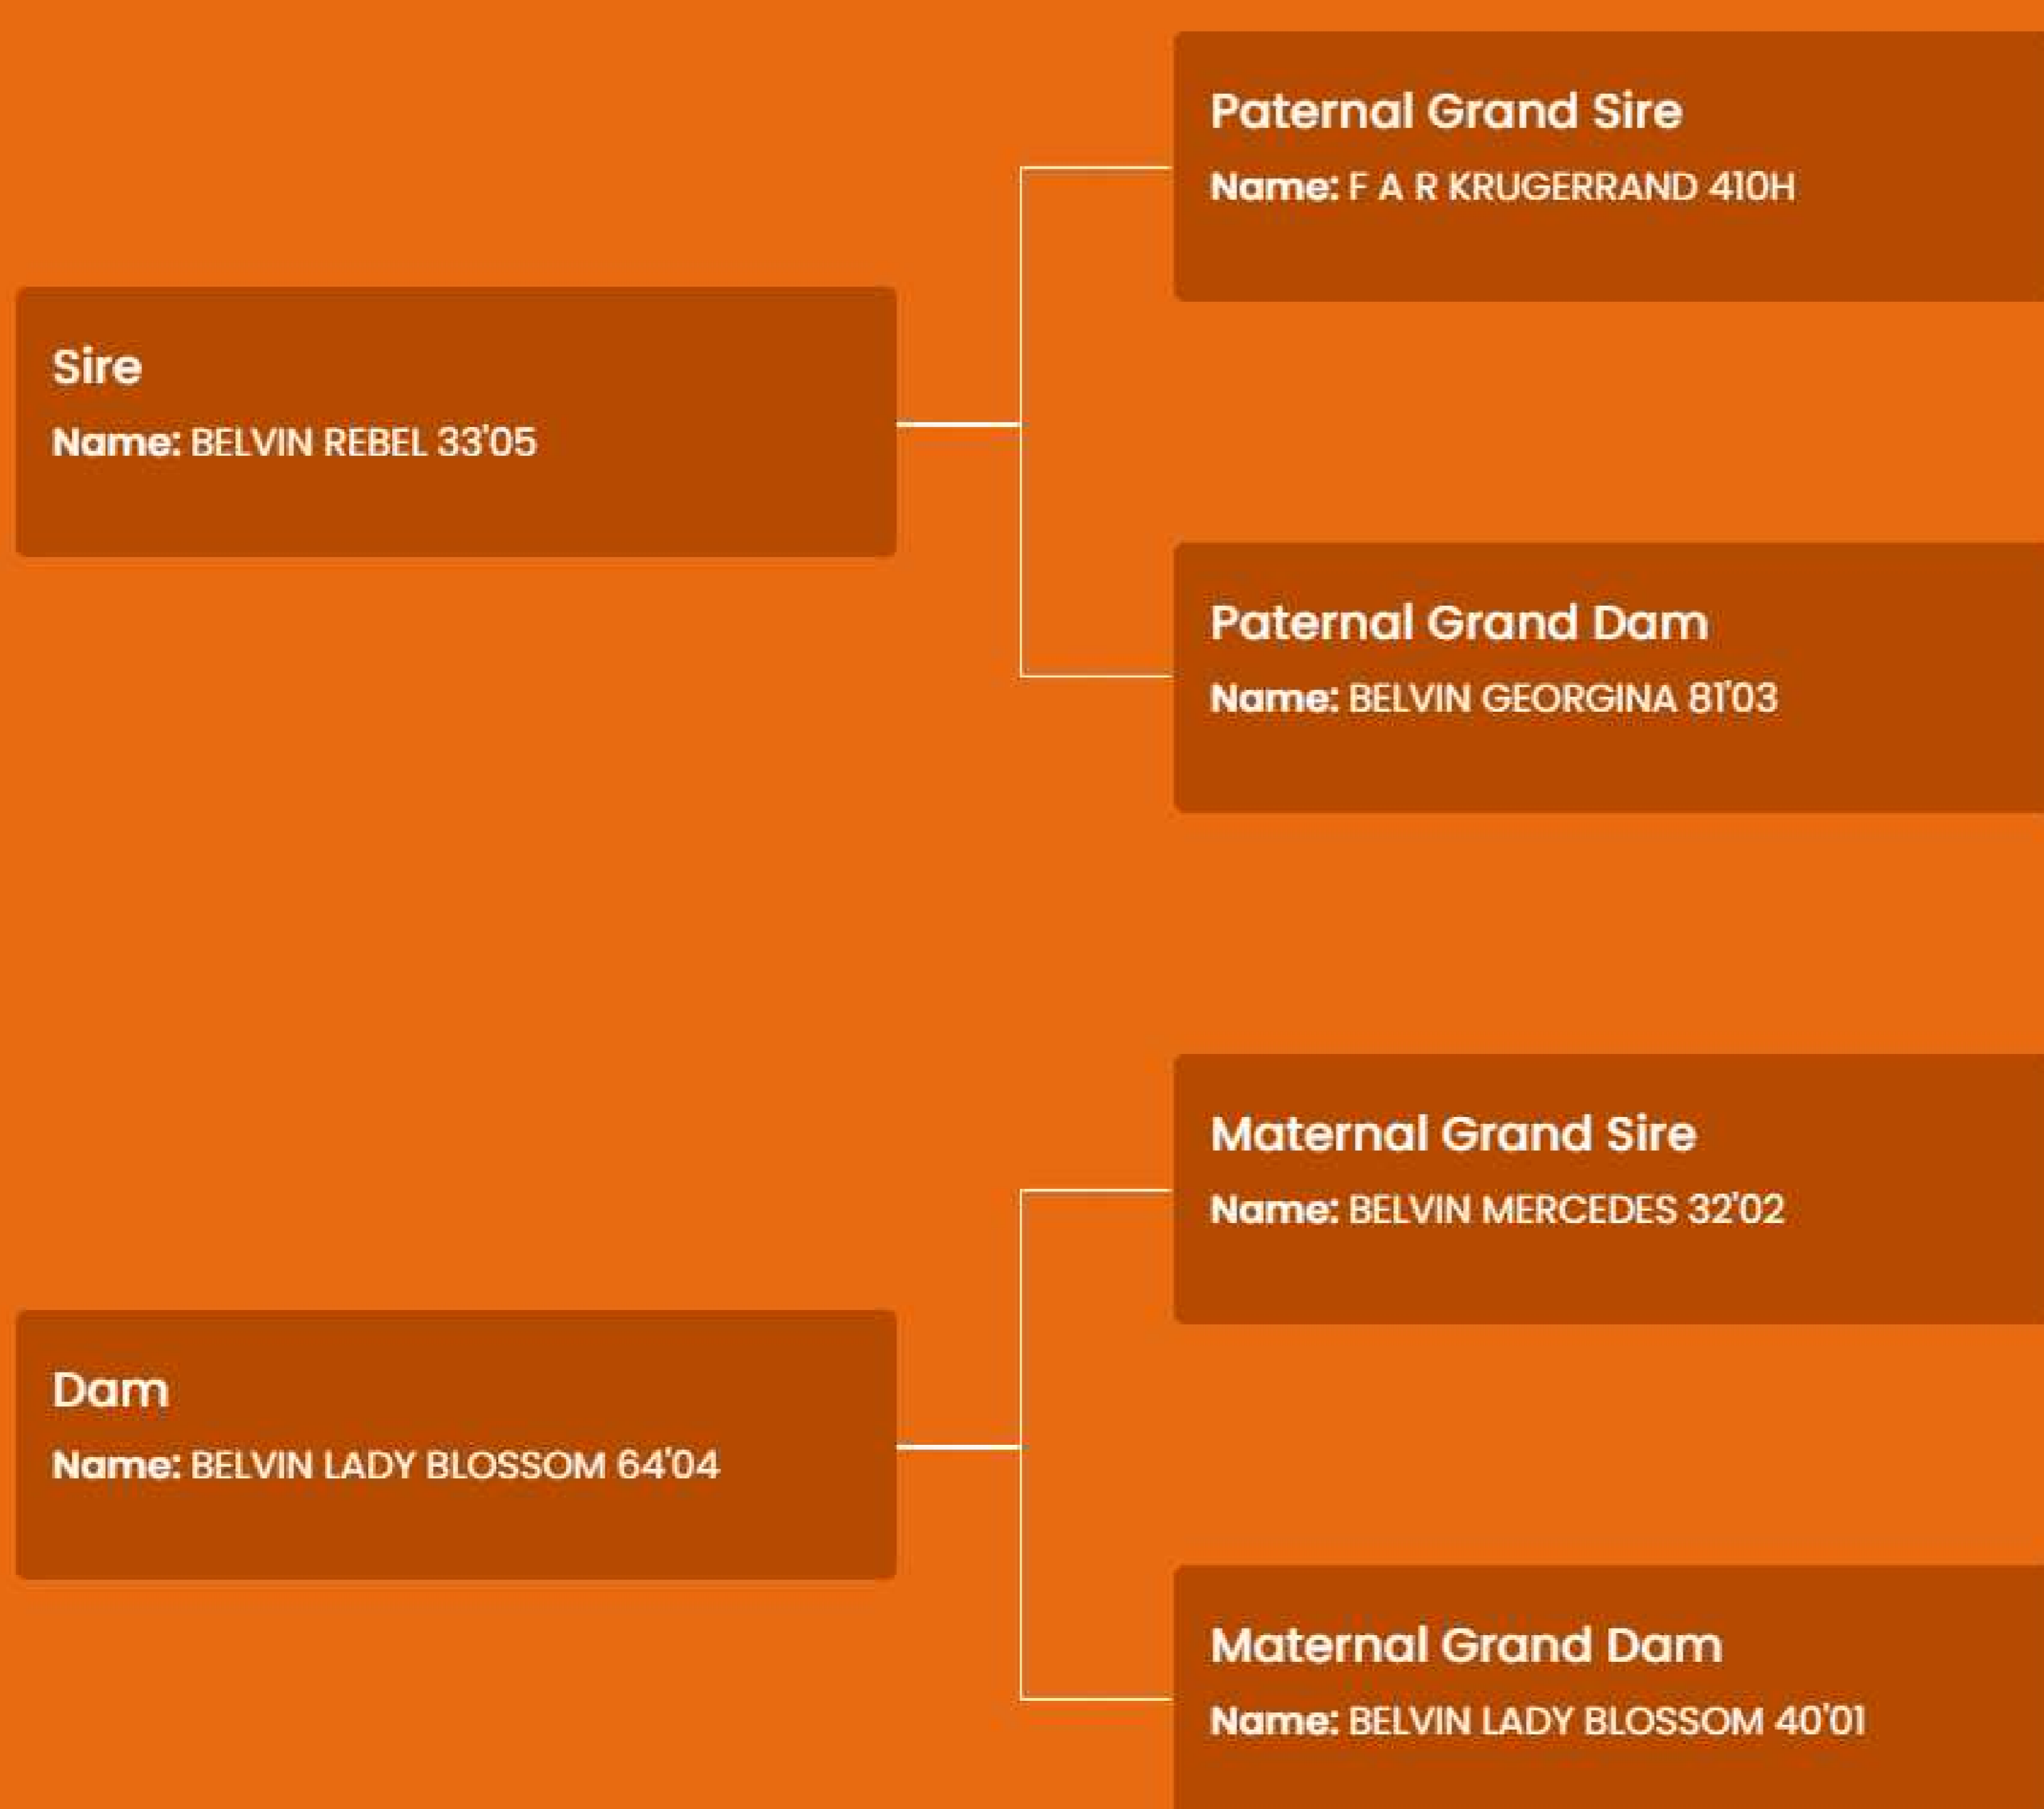 Paternal Grand Sire
Name: F A R KRUGERRAND 410H
Sire
Name: BELVIN REBEL 33'05
Paternal Grand Dam
Name: BELVIN GEORGINA 81'03
Maternal Grand Sire
Name: BELVIN MERCEDES 32'02
Dam
Name: BELVIN LADY BLOSSOM 64'04
Maternal Grand Dam
Name: BELVIN LADY BLOSSOM 40'01